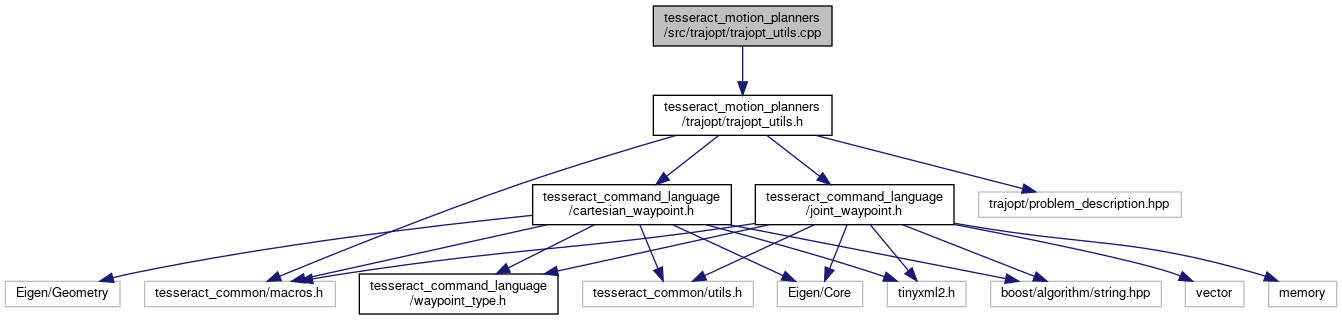 tesseract_motion_planners
/src/trajopt/trajopt_utils.cpp
tesseract_motion_planners
/trajopt/trajopt_utils.h
tesseract_command_language
/cartesian_waypoint.h
tesseract_command_language
/joint_waypoint.h
trajopt/problem_description.hpp
Eigen/Geometry
tesseract_common/macros.h
tesseract_command_language
/waypoint_type.h
tesseract_common/utils.h
Eigen/Core
tinyxml2.h
boost/algorithm/string.hpp
vector
memory